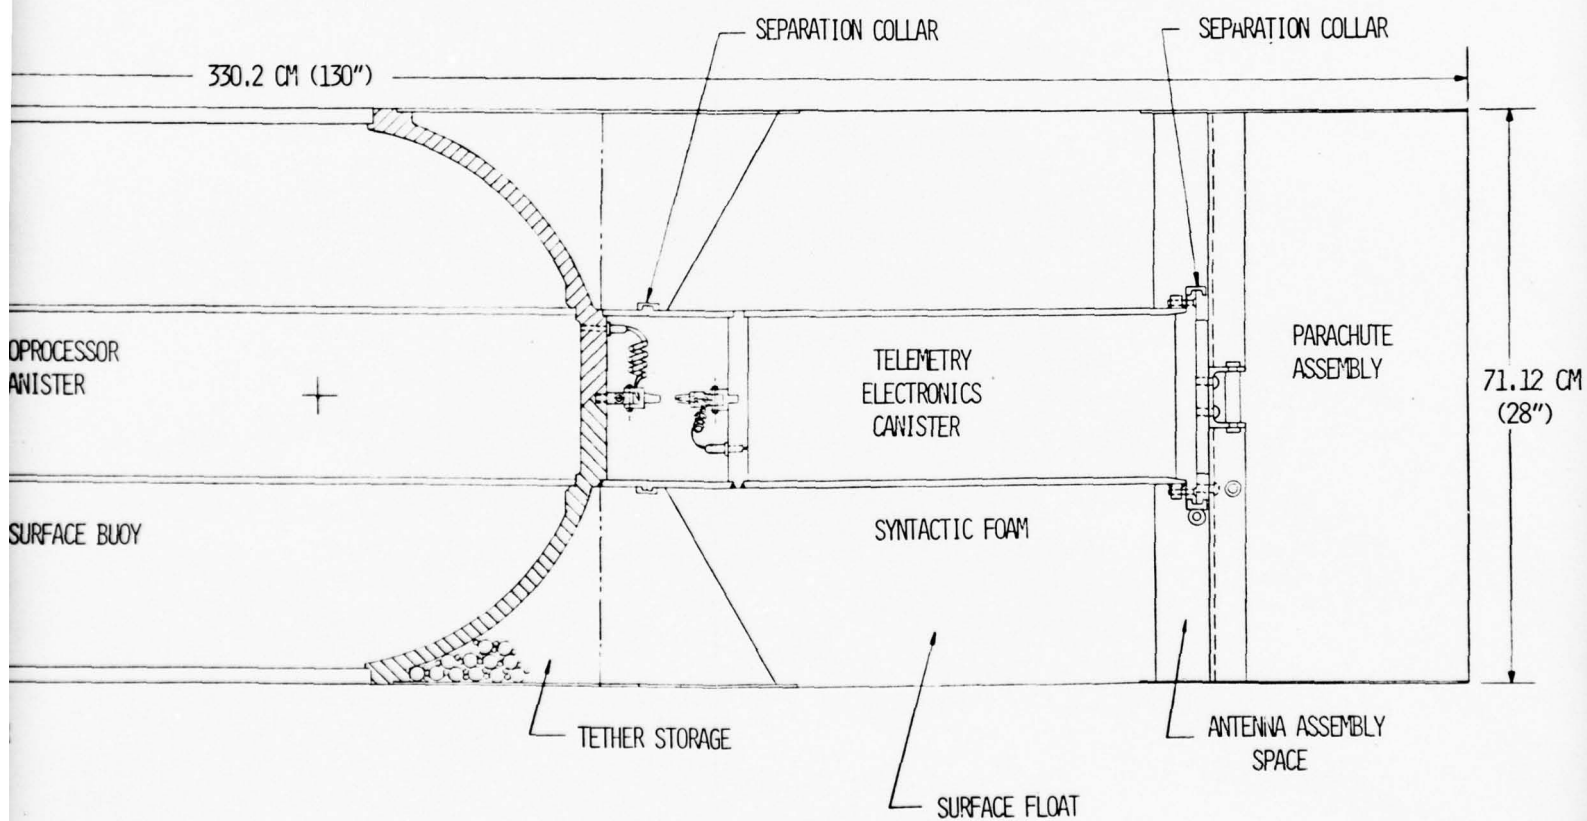 SEPARATION COLLAR
SEPARATION COLLAR
330.2 CM (130")
OPROCESSOR
ANISTER
TELEMETRY
ELECTRONICS
CANISTER
PARACHUTE
ASSEMBLY
71.12 CM
(28")
SURFACE BUOY
SYNTACTIC FOAM
TETHER STORAGE
ANTENNA ASSEMBLY
SPACE
SURFACE FLOAT